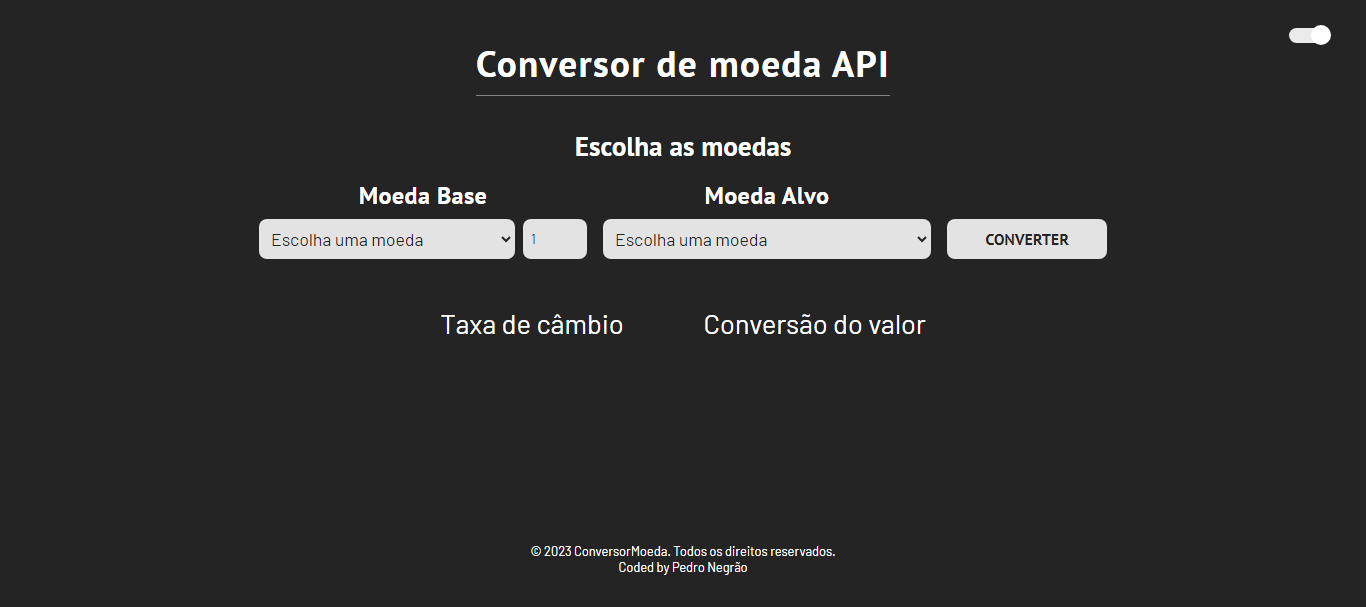 Conversor de moeda API
Escolha as moedas
Moeda Base
Moeda Alvo
Escolha uma moeda
1
Escolha uma moeda
CONVERTER
Taxa de câmbio
Conversão do valor
© 2023 ConversorMoeda. Todos os direitos reservados.
Coded by Pedro Negrão